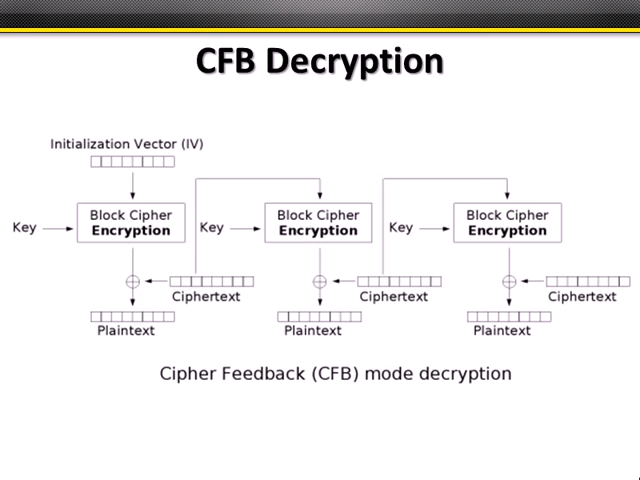 CFB Decryption
Initialization Vector (IV)
Key
Block Cipher
Encryption
Key
Block Cipher
Encryption
Key
Block Cipher
Encryption
Ciphertext
Ciphertext
Ciphertext
Plaintext
Plaintext
Plaintext
Cipher Feedback (CFB) mode decryption